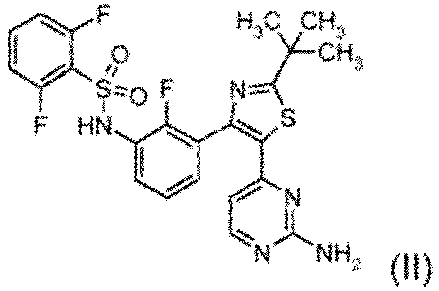 F
H₃C CH₃
O
CH₃
S O F N
F HN S
N
N NH₂
(II)